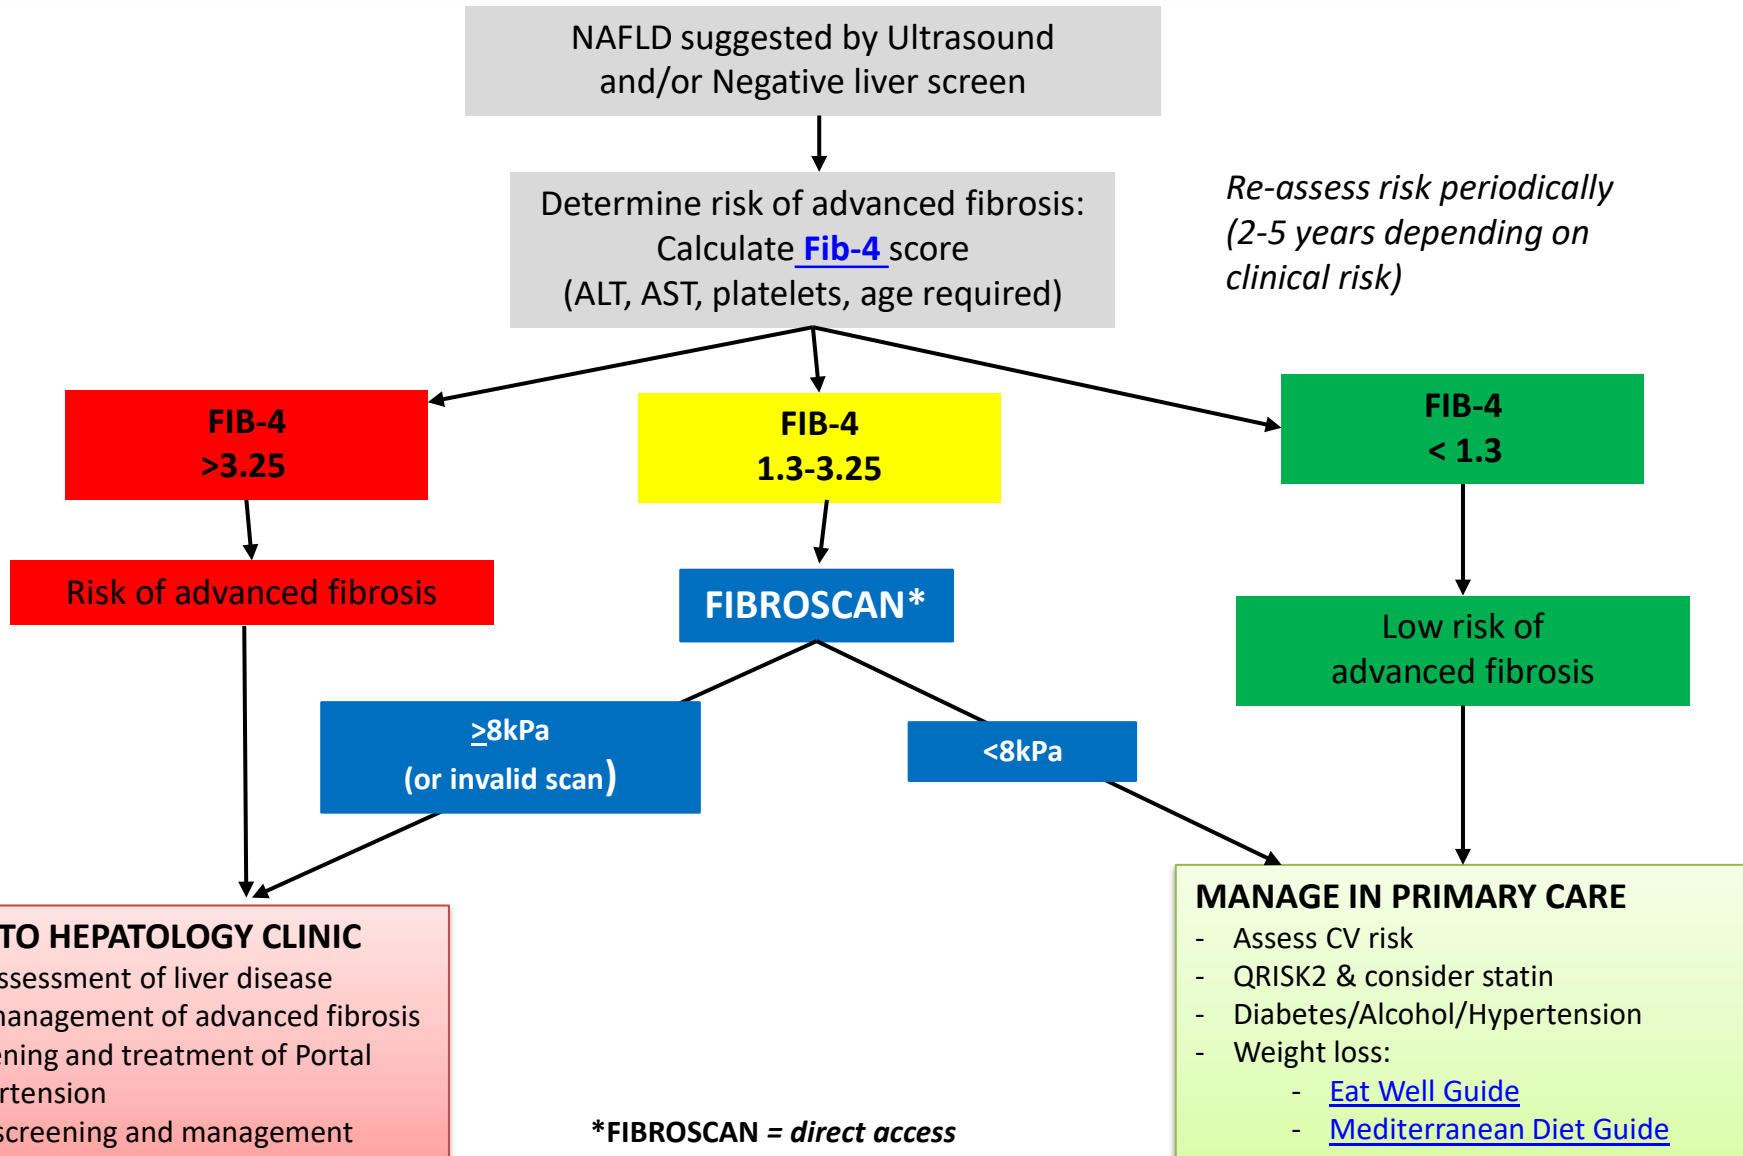 NAFLD suggested by Ultrasound
and/or Negative liver screen
Determine risk of advanced fibrosis:
Calculate Fib-4 score
(ALT, AST, platelets, age required)
Re-assess risk periodically
(2-5 years depending on
clinical risk)
FIB-4
>3.25
FIB-4
1.3-3.25
FIB-4
< 1.3
Risk of advanced fibrosis
FIBROSCAN*
Low risk of
advanced fibrosis
≥8kPa
(or invalid scan)
<8kPa
TO HEPATOLOGY CLINIC
ssessment of liver disease
management of advanced fibrosis
ening and treatment of Portal
rtension
screening and management
MANAGE IN PRIMARY CARE
- Assess CV risk
- QRISK2 & consider statin
- Diabetes/Alcohol/Hypertension
- Weight loss:
- Eat Well Guide
- Mediterranean Diet Guide
*FIBROSCAN = direct access